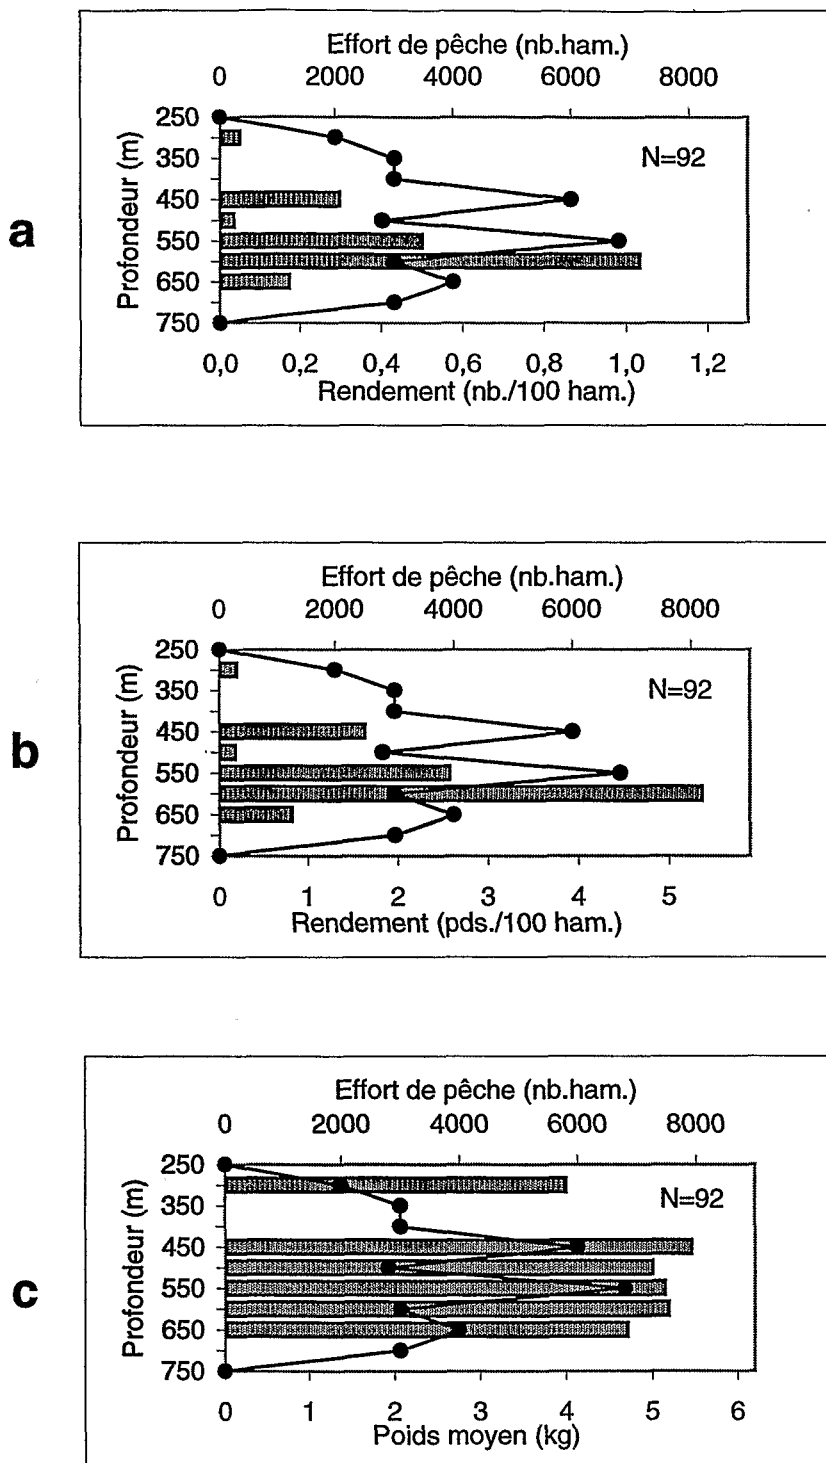 a
Effort de pêche (nb.ham.)
0 2000 4000 6000 8000
Profondeur (m)
250
350
450
550
650
750
N=92
0,0 0,2 0,4 0,6 0,8 1,0 1,2
Rendement (nb./100 ham.)
b
Effort de pêche (nb.ham.)
0 2000 4000 6000 8000
Profondeur (m)
250
350
450
550
650
750
N=92
0 1 2 3 4 5
Rendement (pds./100 ham.)
c
Effort de pêche (nb.ham.)
0 2000 4000 6000 8000
Profondeur (m)
250
350
450
550
650
750
N=92
0 1 2 3 4 5 6
Poids moyen (kg)